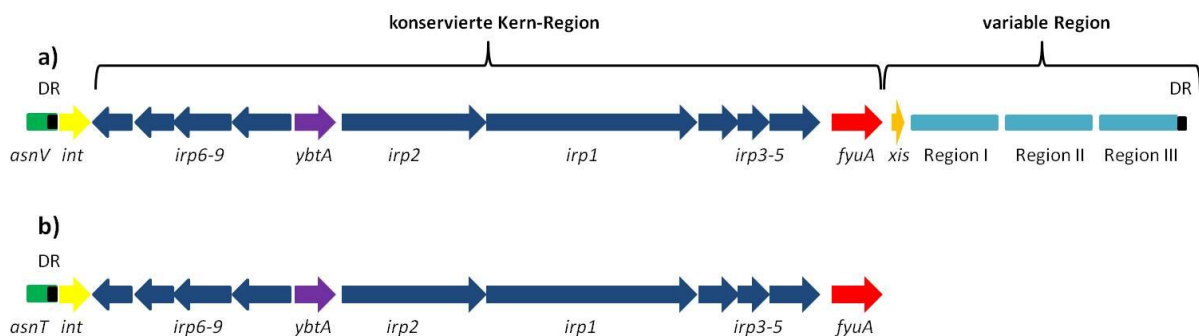 konservierte Kern-Region variable Region
a)
DR DR
asnV int irp6-9 ybtA irp2 irp1 irp3-5 fyuA xis Region I Region II Region III
b)
DR
asnT int irp6-9 ybtA irp2 irp1 irp3-5 fyuA